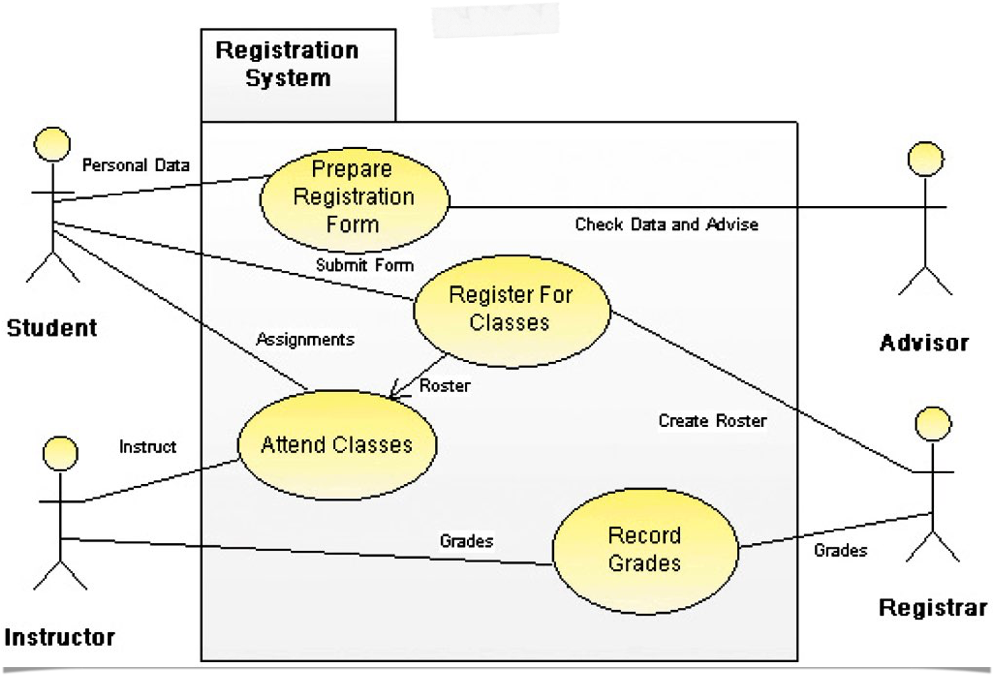 Registration
System
Personal Data
Prepare
Registration
Form
Check Data and Advise
Submit Form
Register For
Classes
Student
Advisor
Assignments
Roster
Create Roster
Instruct
Attend Classes
Record
Grades
Grades
Grades
Registrar
Instructor